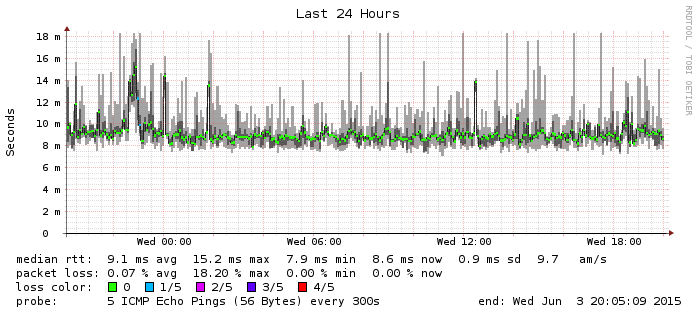 Last 24 Hours
RRDTOOL / TOBI OETIKER
Seconds
18 m
16 m
14 m
12 m
10 m
8 m
6 m
4 m
2 m
0
Wed 00:00 Wed 06:00 Wed 12:00 Wed 18:00
median rtt: 9.1 ms avg 15.2 ms max 7.9 ms min 8.6 ms now 0.9 ms sd 9.7 am/s
packet loss: 0.07 % avg 18.20 % max 0.00 % min 0.00 % now
loss color: 0 1/5 2/5 3/5 4/5
probe: 5 ICMP Echo Pings (56 Bytes) every 300s end: Wed Jun 3 20:05:09 2015